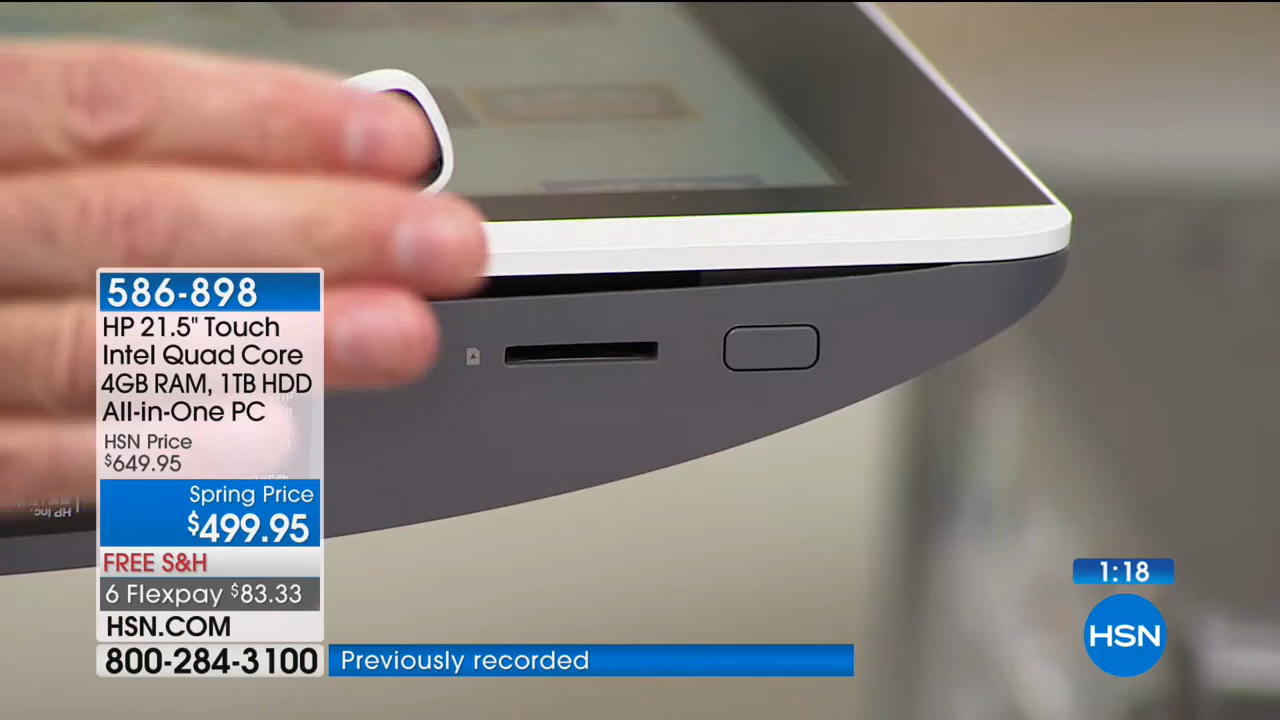 586-898
HP 21.5" Touch
Intel Quad Core
4GB RAM, 1TB HDD
All-in-One PC
HSN Price
$649.95
Spring Price
$499.95
FREE S&H
6 Flexpay $83.33
HSN.COM
800-284-3100
Previously recorded
1:18
HSN
HP Inc.